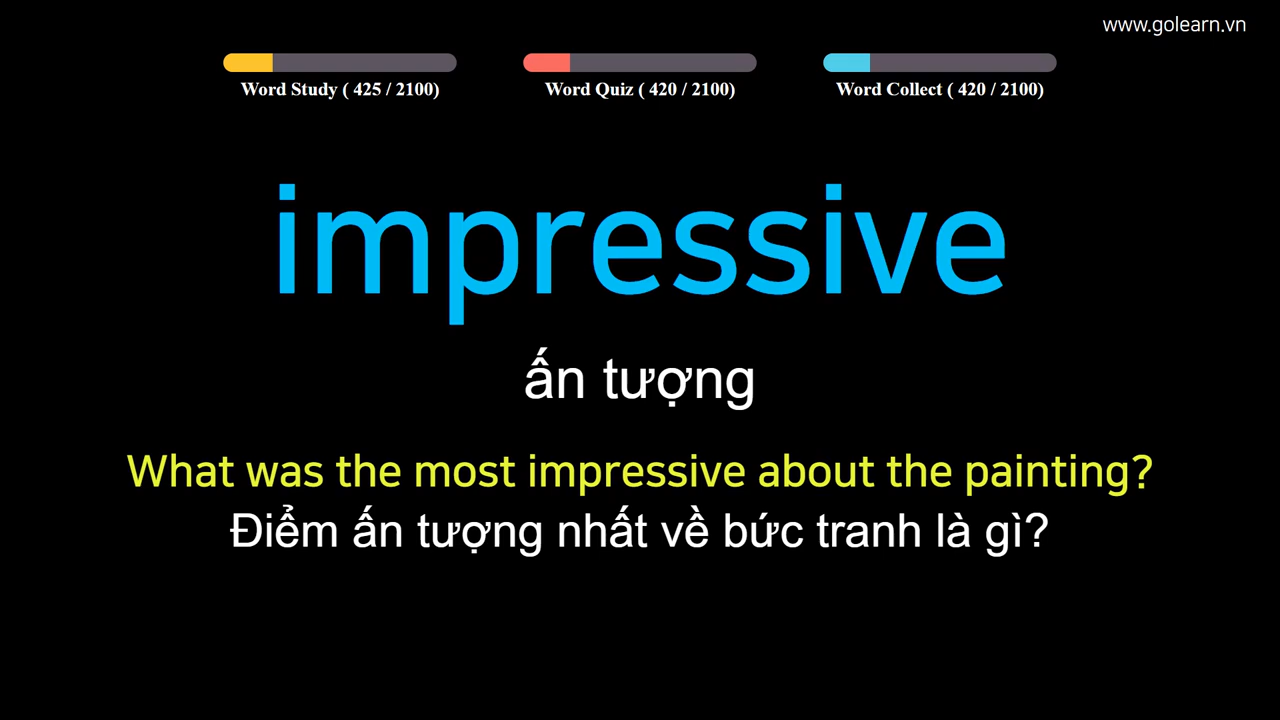 www.golearn.vn
Word Study ( 425 / 2100)
Word Quiz ( 420 / 2100)
Word Collect ( 420 / 2100)
impressive
ấn tượng
What was the most impressive about the painting?
Điểm ấn tượng nhất về bức tranh là gì?